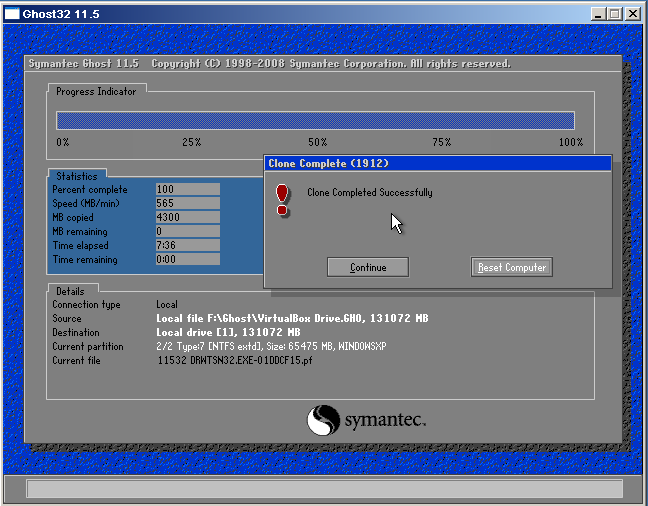 Ghost32 11.5
Symantec Ghost 11.5 Copyright (C) 1998-2008 Symantec Corporation. All rights reserved.
Progress Indicator
0% 25% 50% 75% 100%
Clone Complete (1912)
Clone Completed Successfully
Continue Reset Computer
Statistics
Percent complete 100
Speed (MB/min) 565
MB copied 4300
MB remaining 0
Time elapsed 7:36
Time remaining 0:00
Details
Connection type Local
Source Local file F:\Ghost\VirtualBox Drive.GHO, 131072 MB
Destination Local drive [1], 131072 MB
Current partition 2/2 Type:7 [NTFS extd], Size: 65475 MB, WINDOWSXP
Current file 11532 DRWTSN32.EXE-01DDCF15.pf
symantec.